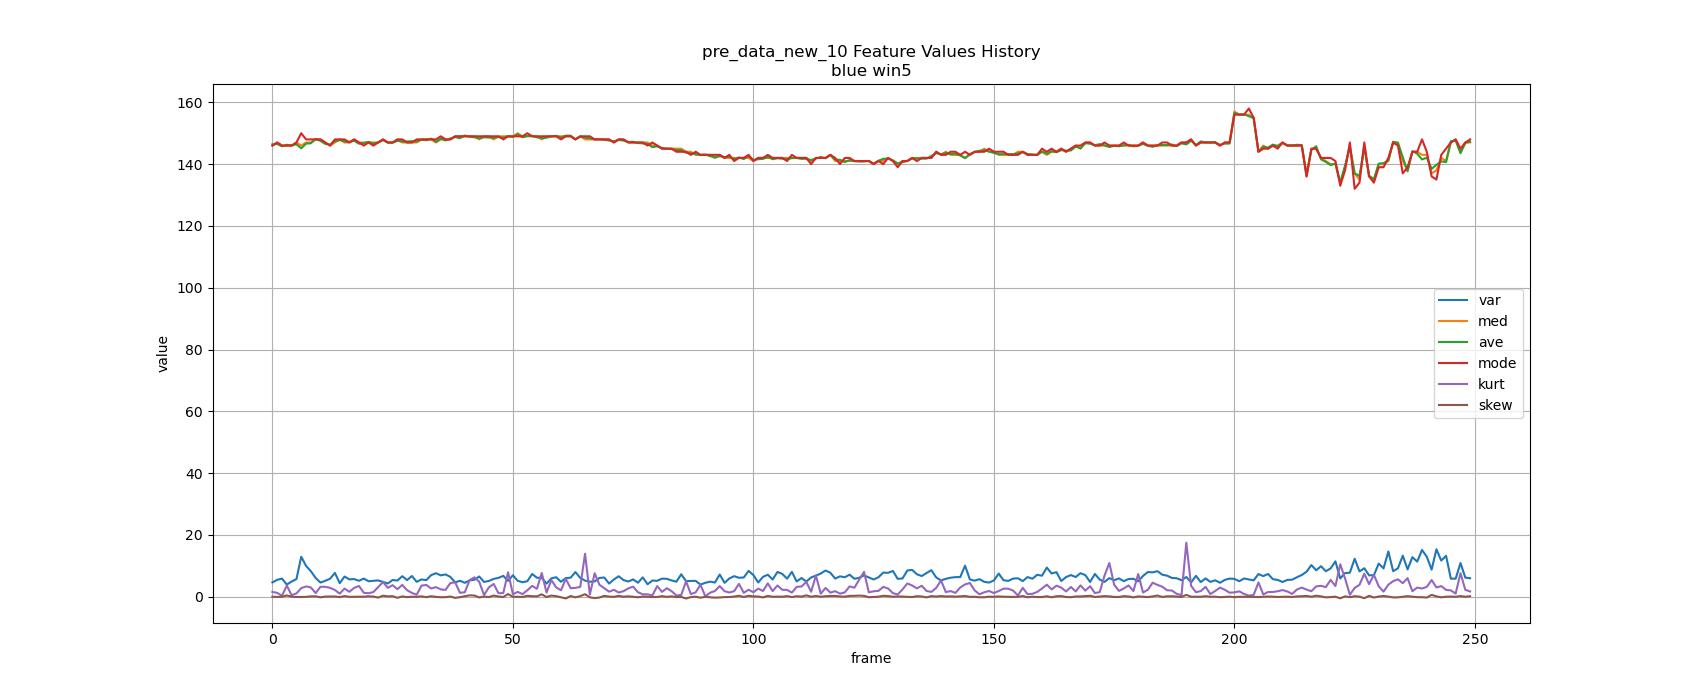 pre_data_new_10 Feature Values History
blue win5
value
160
140
120
100
80
60
40
20
0
var
med
ave
mode
kurt
skew
0
50
100
150
200
250
frame